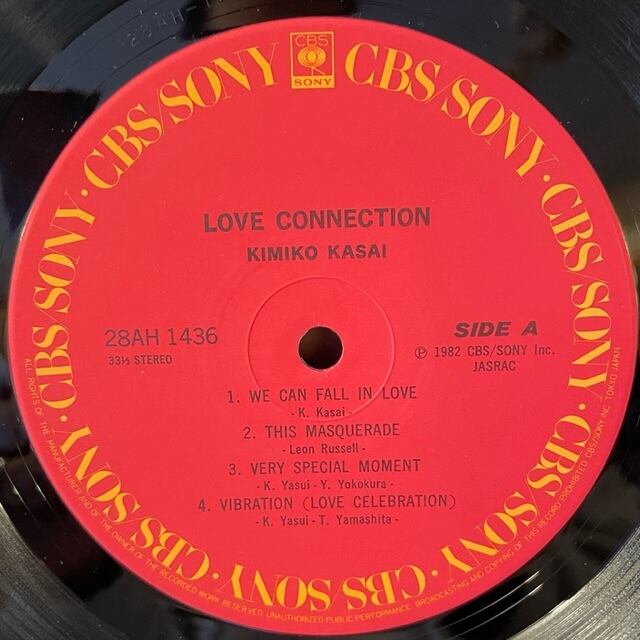 28AH 1
CBS
SONY
CBS/SONY · CBS/SONY · CBS/SONY · CBS/SONY · CBS/SONY · CBS/SONY · CBS/SONY · CBS/SONY
LOVE CONNECTION
KIMIKO KASAI
28AH 1436
33⅓ STEREO
SIDE A
Ⓟ 1982 CBS/SONY Inc.
JASRAC
1. WE CAN FALL IN LOVE
- K. Kasai -
2. THIS MASQUERADE
- Leon Russell -
3. VERY SPECIAL MOMENT
- K. Yasui - Y. Yokokura -
4. VIBRATION (LOVE CELEBRATION)
- K. Yasui - T. Yamashita -
ALL RIGHTS OF THE MANUFACTURER AND OF THE OWNER OF THE RECORDED WORK RESERVED. UNAUTHORIZED PUBLIC PERFORMANCE, BROADCASTING AND COPYING OF THIS RECORD PROHIBITED CBS/SONY INC. TOKYO JAPAN